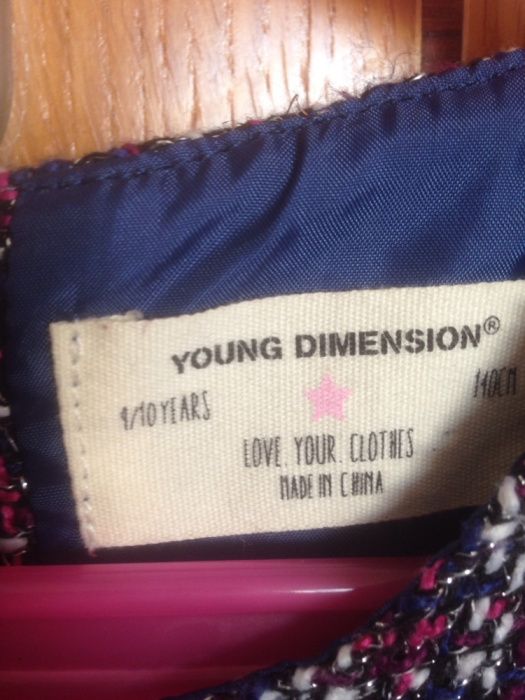 YOUNG DIMENSION®
9/10 YEARS
140CM
LOVE. YOUR. CLOTHES
MADE IN CHINA